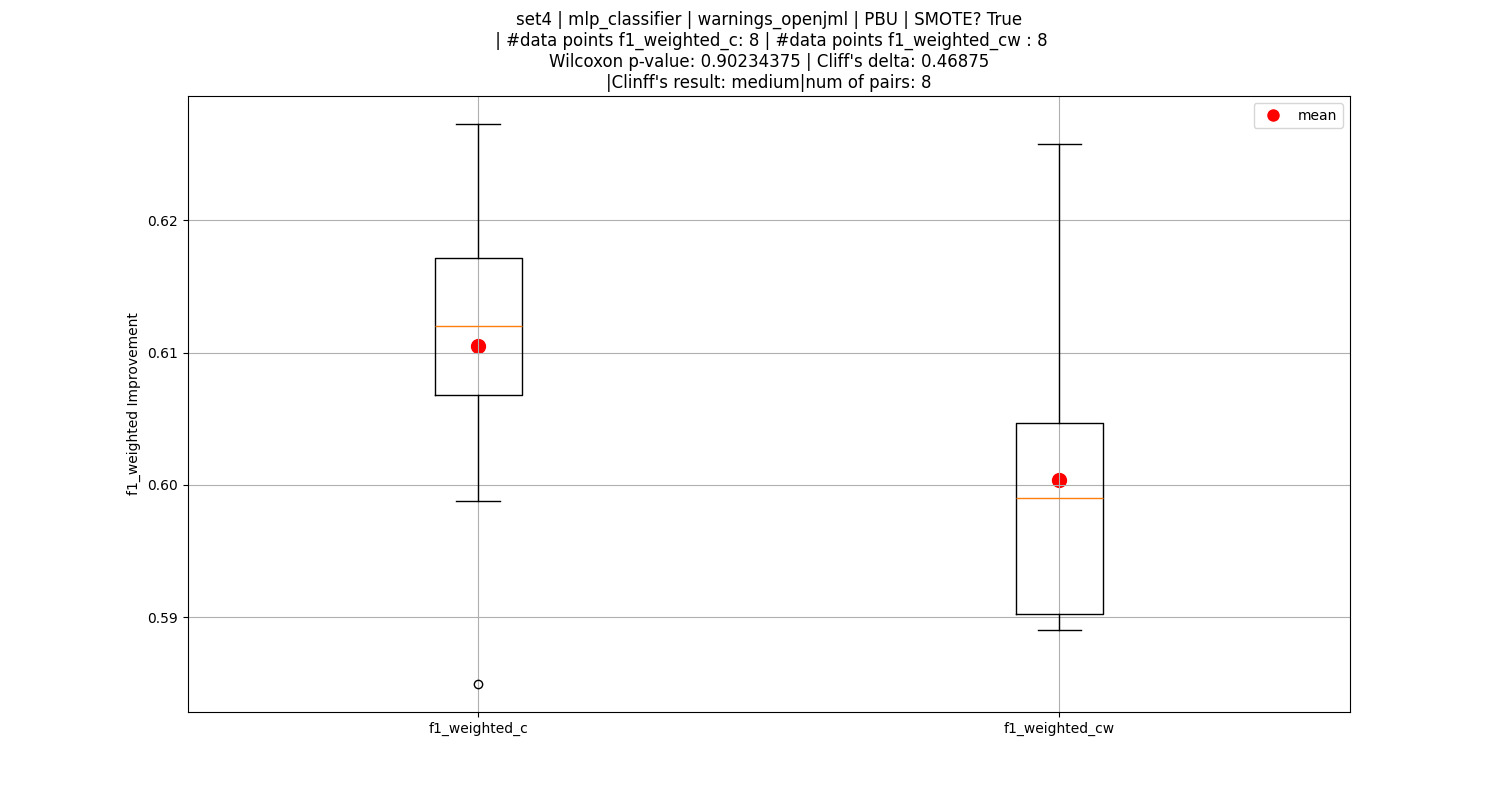 set4 | mlp_classifier | warnings_openjml | PBU | SMOTE? True
| #data points f1_weighted_c: 8 | #data points f1_weighted_cw : 8
Wilcoxon p-value: 0.90234375 | Cliff's delta: 0.46875
|Clinff's result: medium|num of pairs: 8
mean
f1_weighted Improvement
0.62
0.61
0.60
0.59
f1_weighted_c
f1_weighted_cw